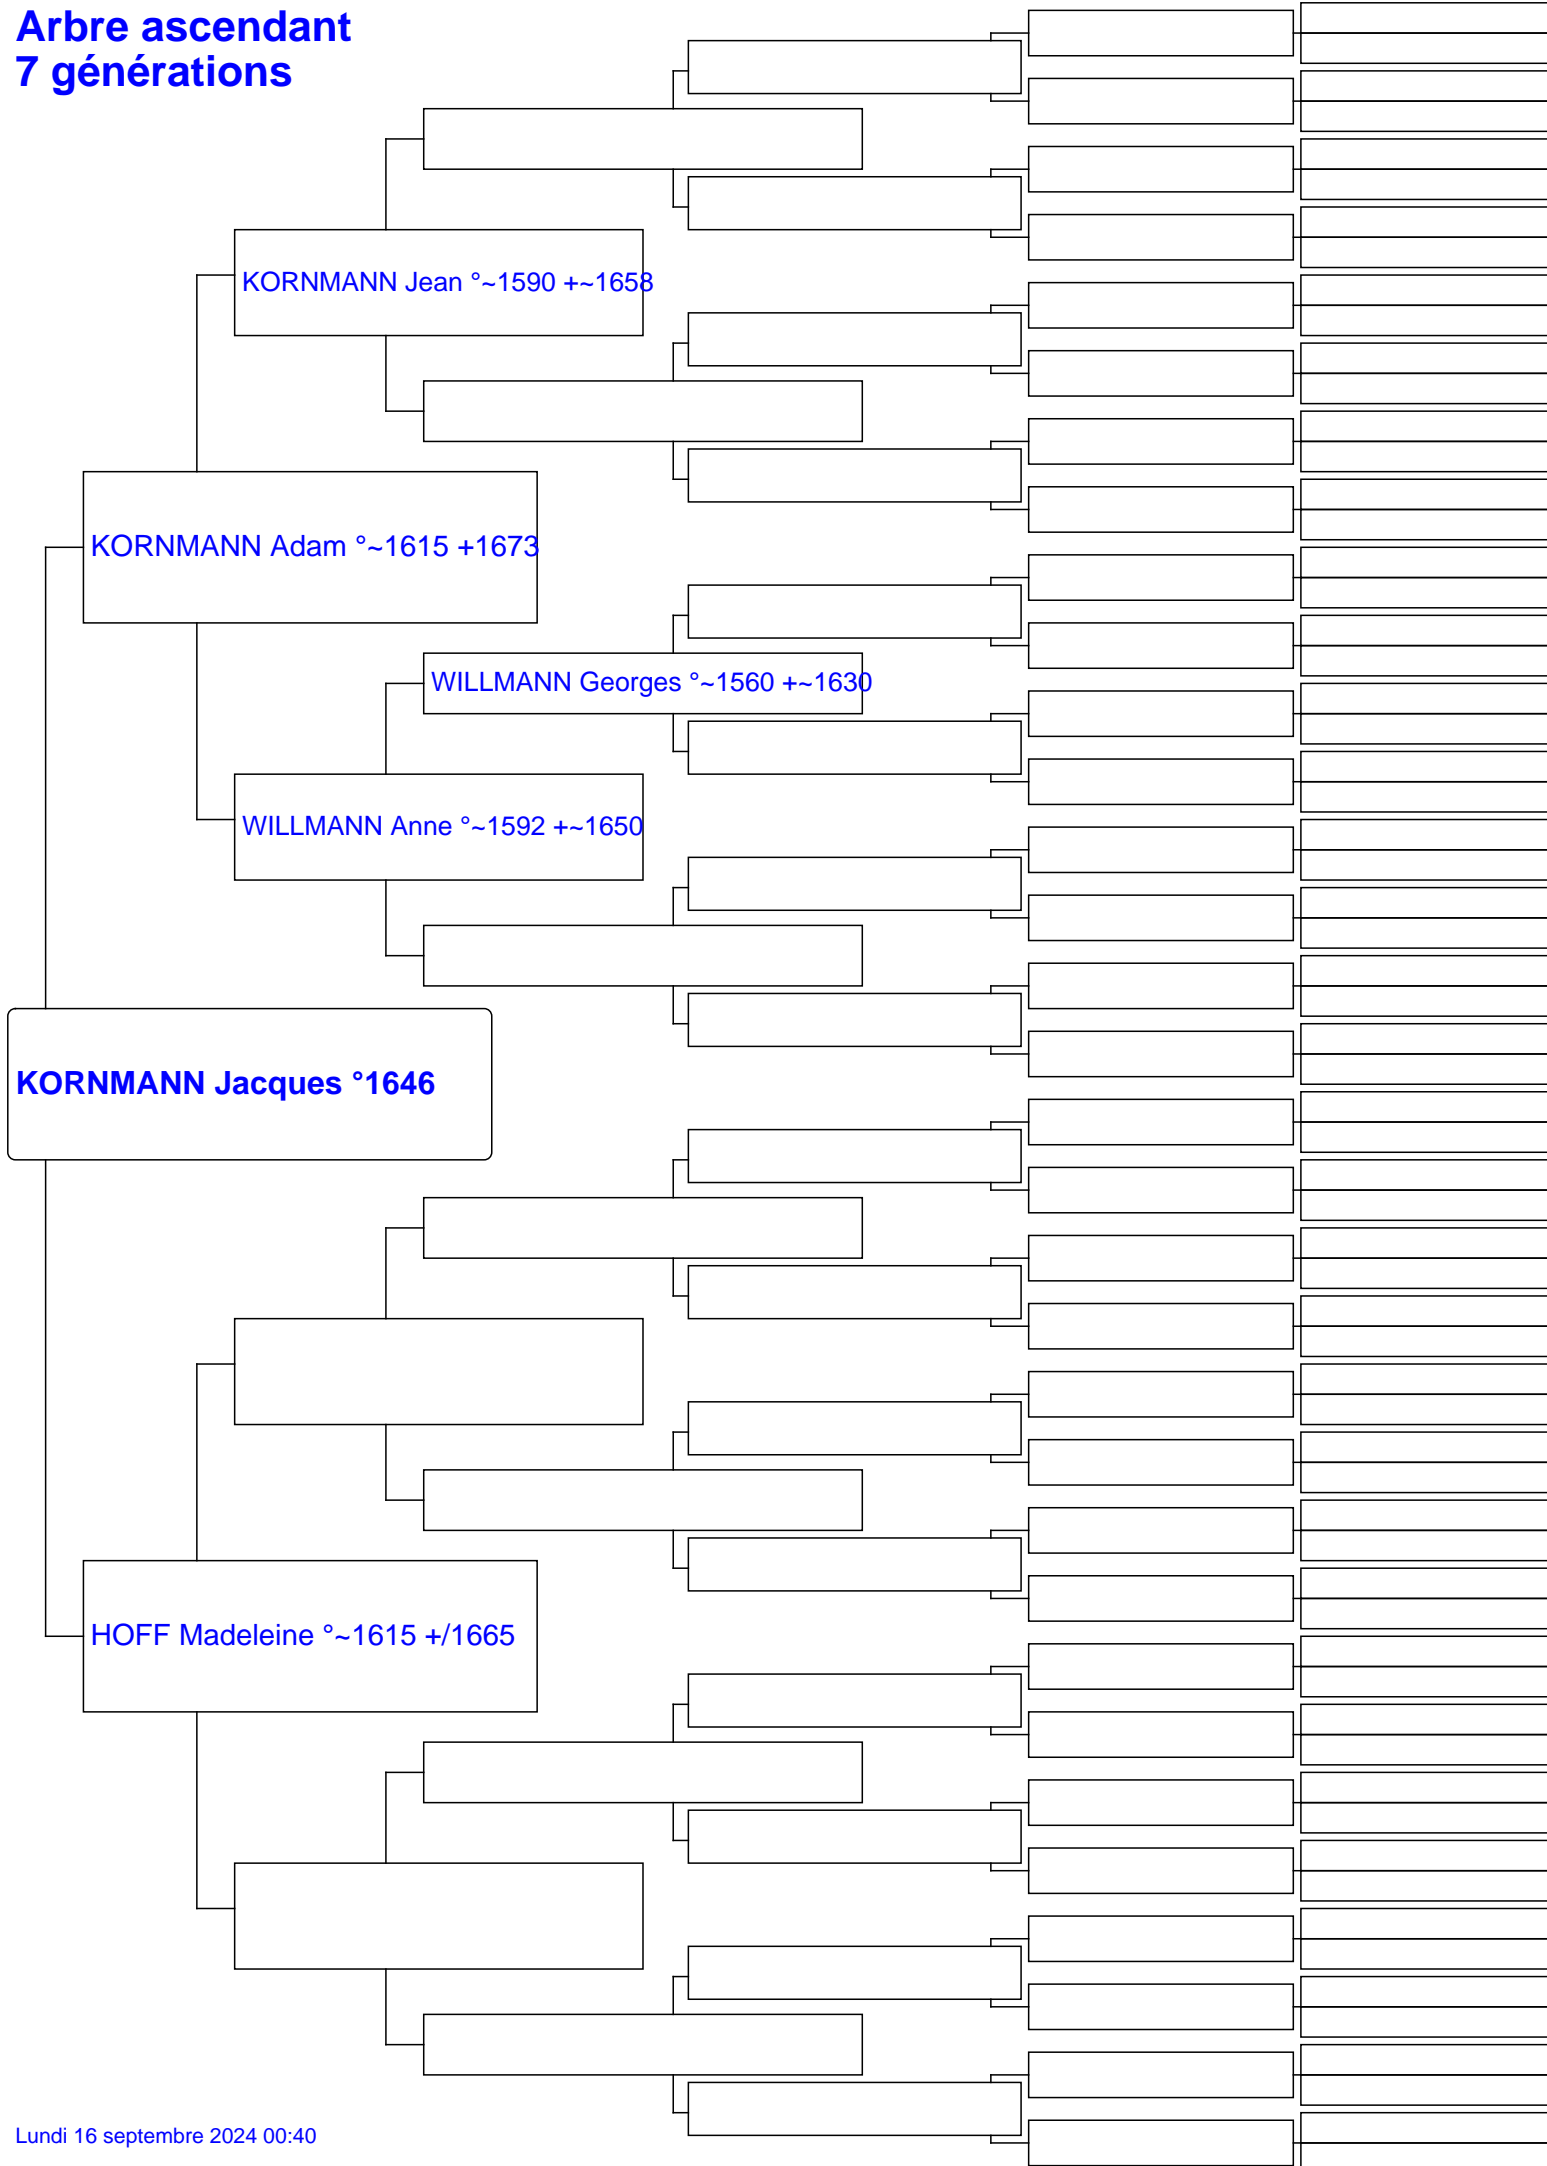 Arbre ascendant
7 générations
KORNMANN Jean °~1590 +~1658
KORNMANN Adam °~1615 +1673
WILLMANN Georges °~1560 +~1630
WILLMANN Anne °~1592 +~1650
KORNMANN Jacques °1646
HOFF Madeleine °~1615 +/1665
Lundi 16 septembre 2024 00:40